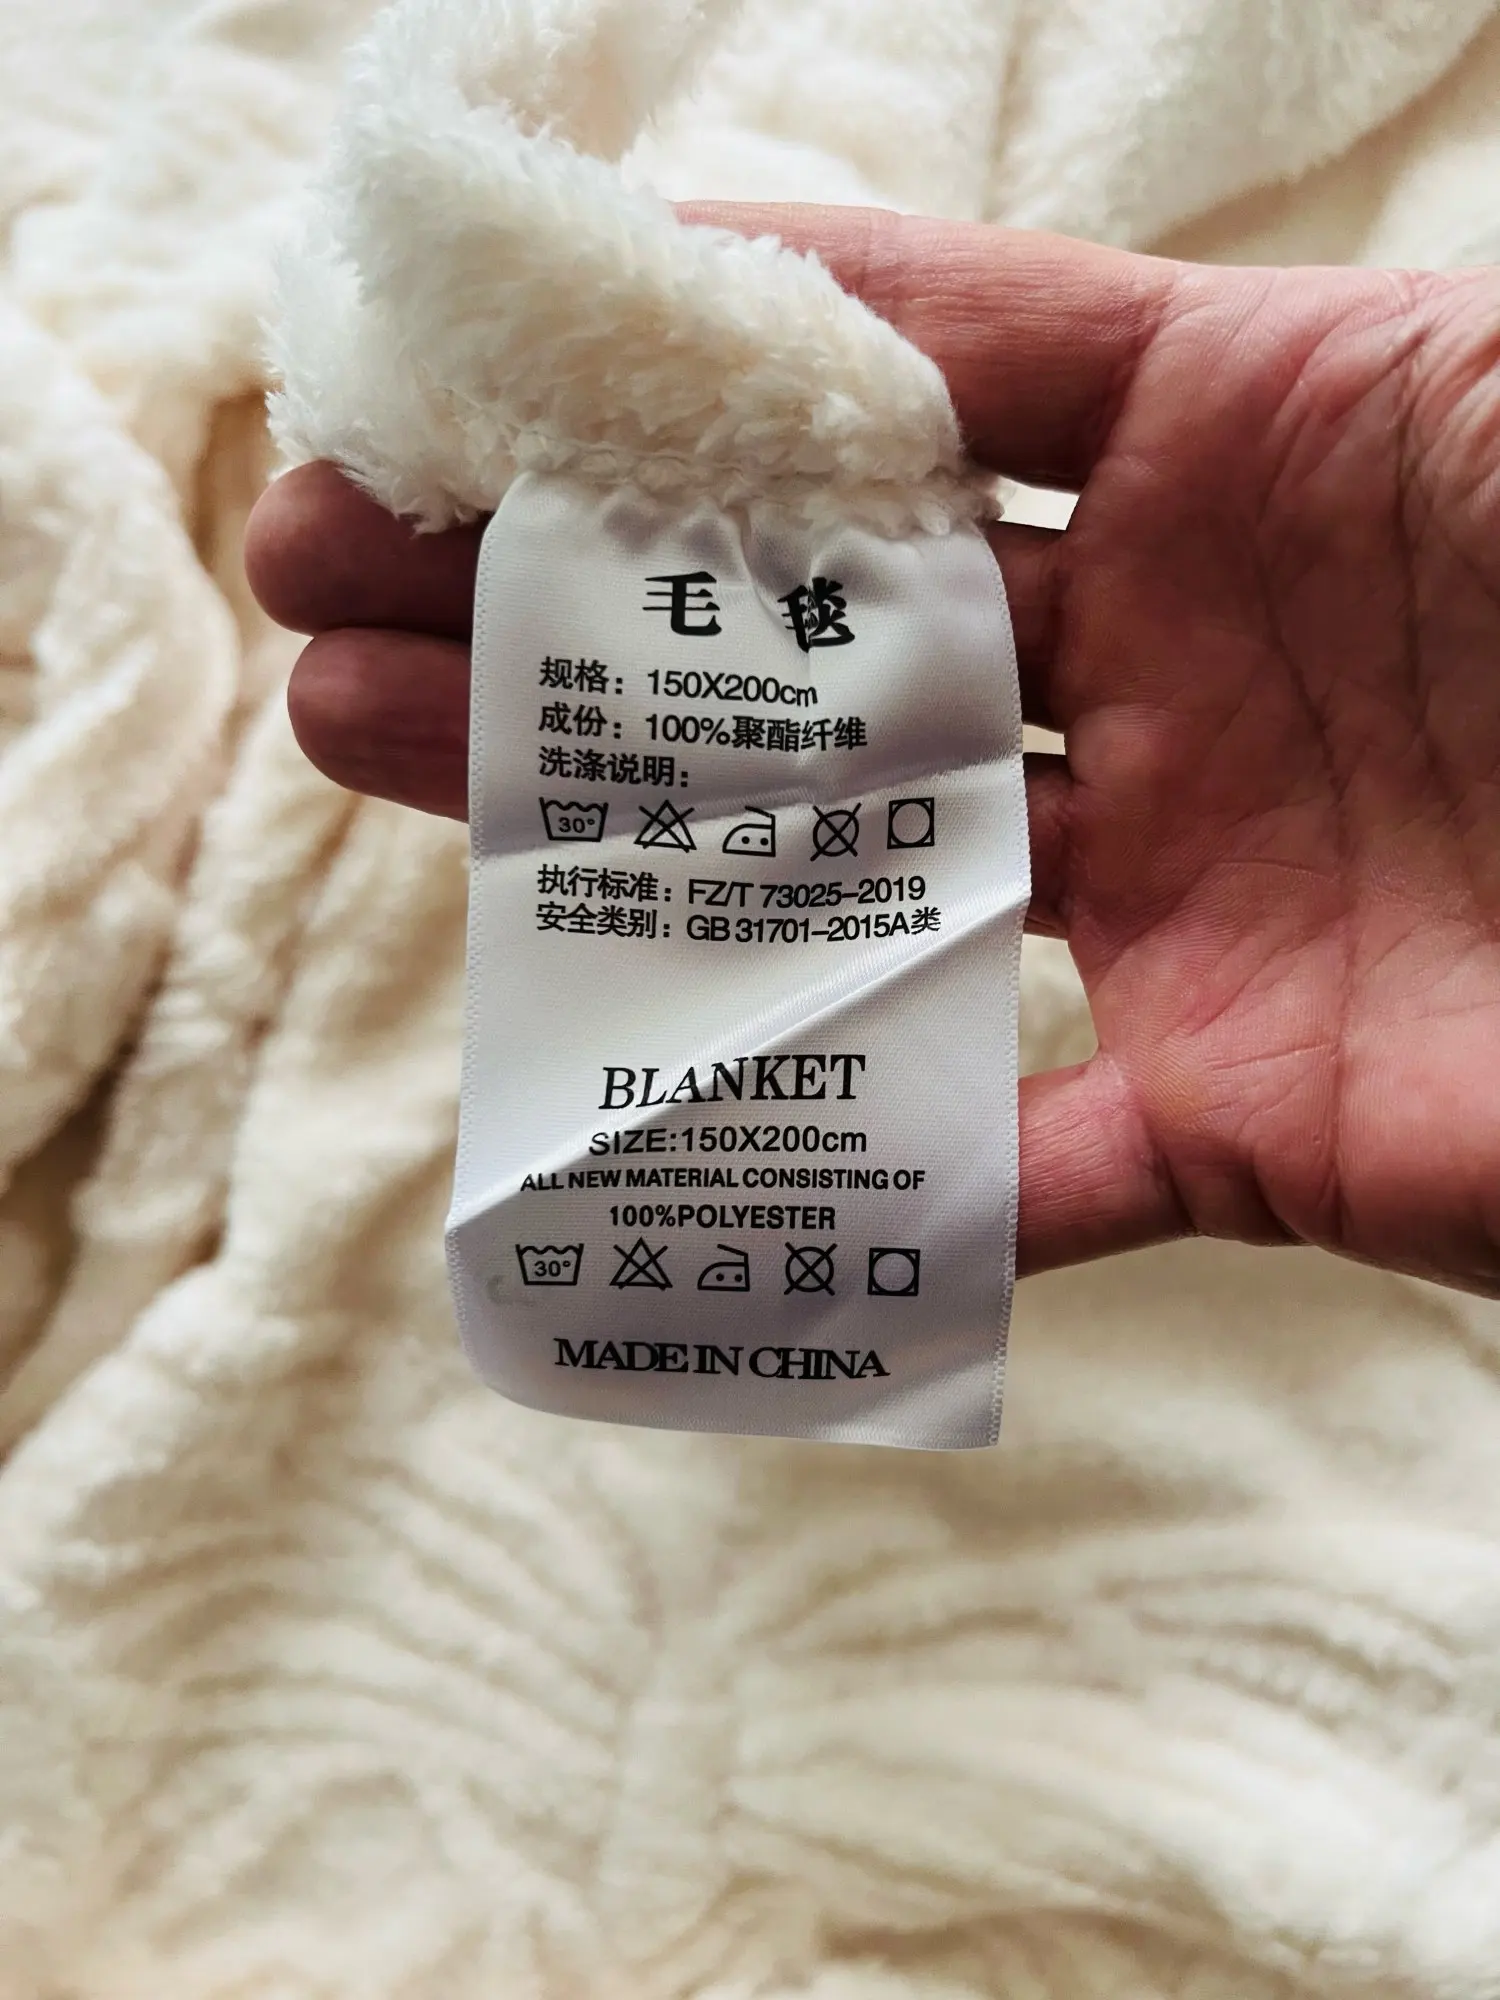 毛 毯
规格：150X200cm
成份：100%聚酯纤维
洗涤说明：
30°
执行标准：FZ/T 73025-2019
安全类别：GB 31701-2015A类
BLANKET
SIZE:150X200cm
ALL NEW MATERIAL CONSISTING OF
100%POLYESTER
30°
MADE IN CHINA